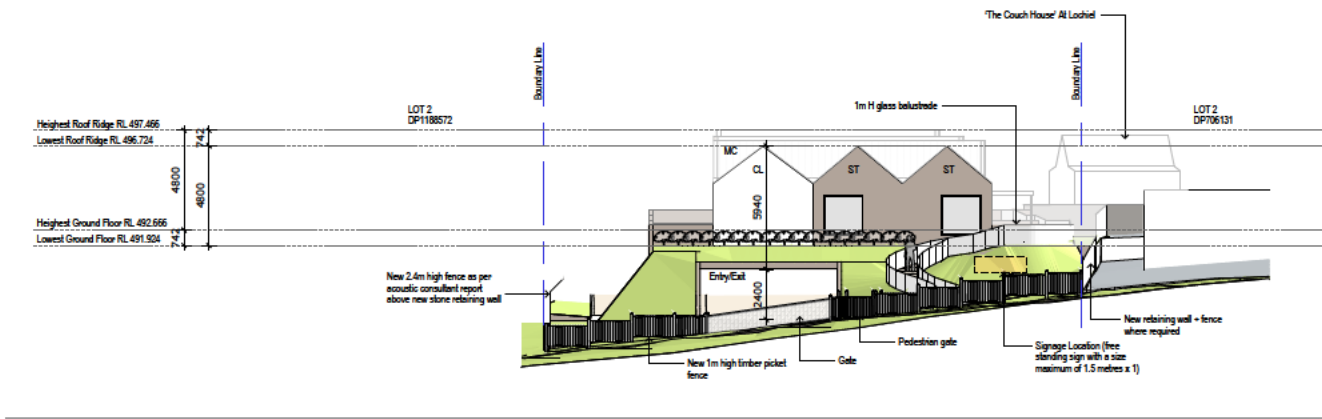 'The Couch House' At Lochiel
Boundary Line
Boundary Line
LOT 2
DP1188572
1m H glass balustrade
LOT 2
DP706131
Heighest Roof Ridge RL 497.466
Lowest Roof Ridge RL 496.724
742
MC
CL
ST
ST
4800
4800
5940
Heighest Ground Floor RL 492.666
Lowest Ground Floor RL 491.924
742
New 2.4m high fence as per
acoustic consultant report
above new stone retaining wall
Entry/Exit
2400
New retaining wall + fence
where required
Pedestrian gate
Signage Location (free
standing sign with a size
maximum of 1.5 metres x 1)
Gate
New 1m high timber picket
fence